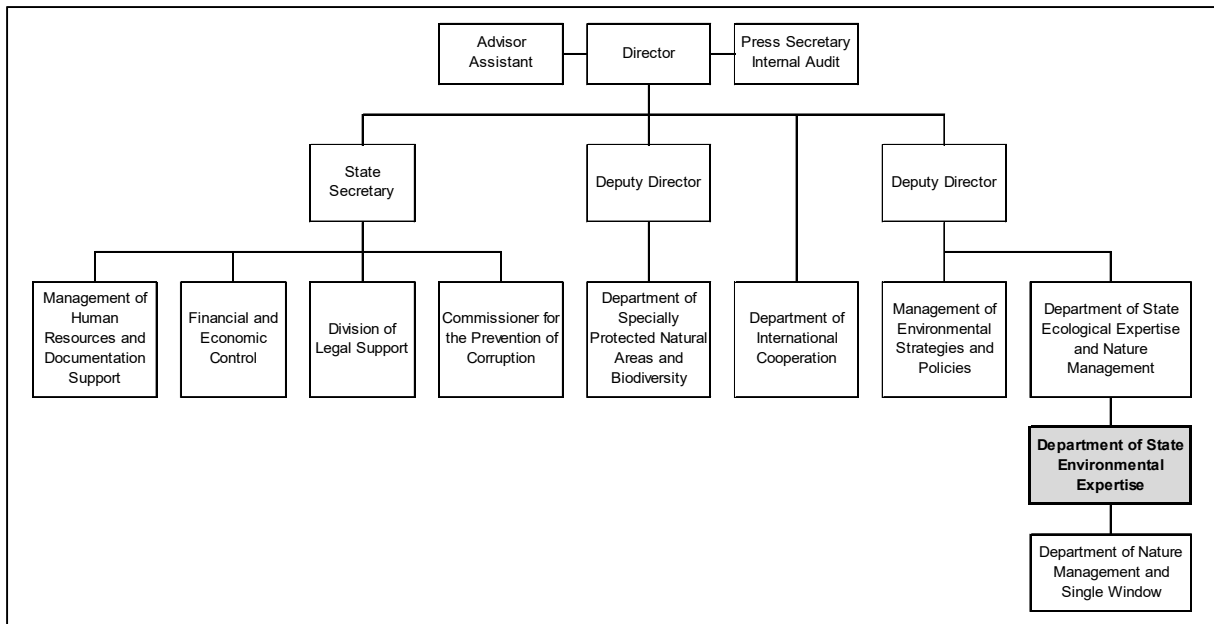 Advisor
Assistant
Director
Press Secretary
Internal Audit
State
Secretary
Deputy Director
Deputy Director
Management of
Human
Resources and
Documentation
Support
Financial and
Economic
Control
Division of
Legal Support
Commissioner for
the Prevention of
Corruption
Department of
Specially
Protected Natural
Areas and
Biodiversity
Department of
International
Cooperation
Management of
Environmental
Strategies and
Policies
Department of State
Ecological Expertise
and Nature
Management
Department of State
Environmental
Expertise
Department of Nature
Management and
Single Window